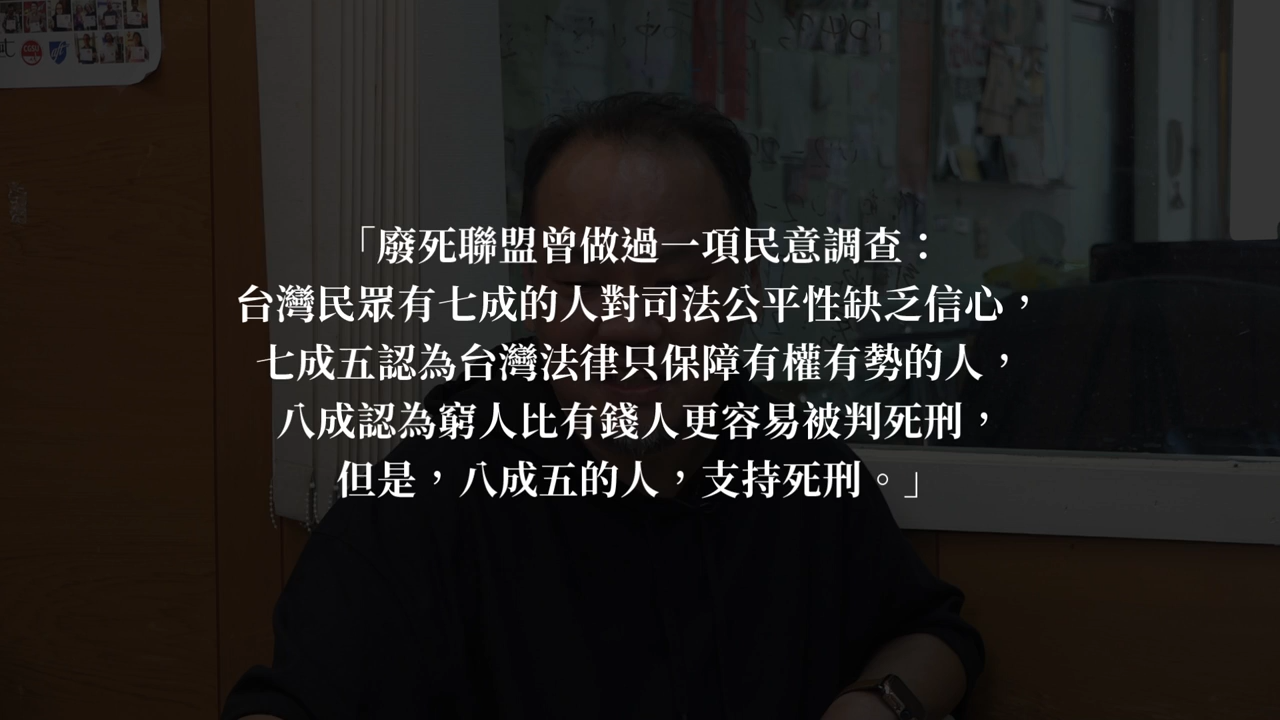 「廢死聯盟曾做過一項民意調查：
台灣民眾有七成的人對司法公平性缺乏信心，
七成五認為台灣法律只保障有權有勢的人，
八成認為窮人比有錢人更容易被判死刑，
但是，八成五的人，支持死刑。」